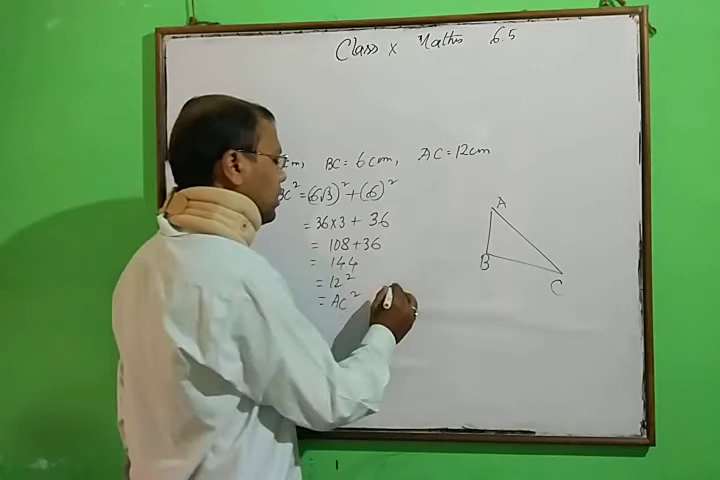 Class X Maths 6.5
cm, BC = 6 cm, AC = 12 cm
BC² = (6√3)² + (6)²
= 36×3 + 36
= 108 + 36
= 144
= 12²
= AC²
A
B
C